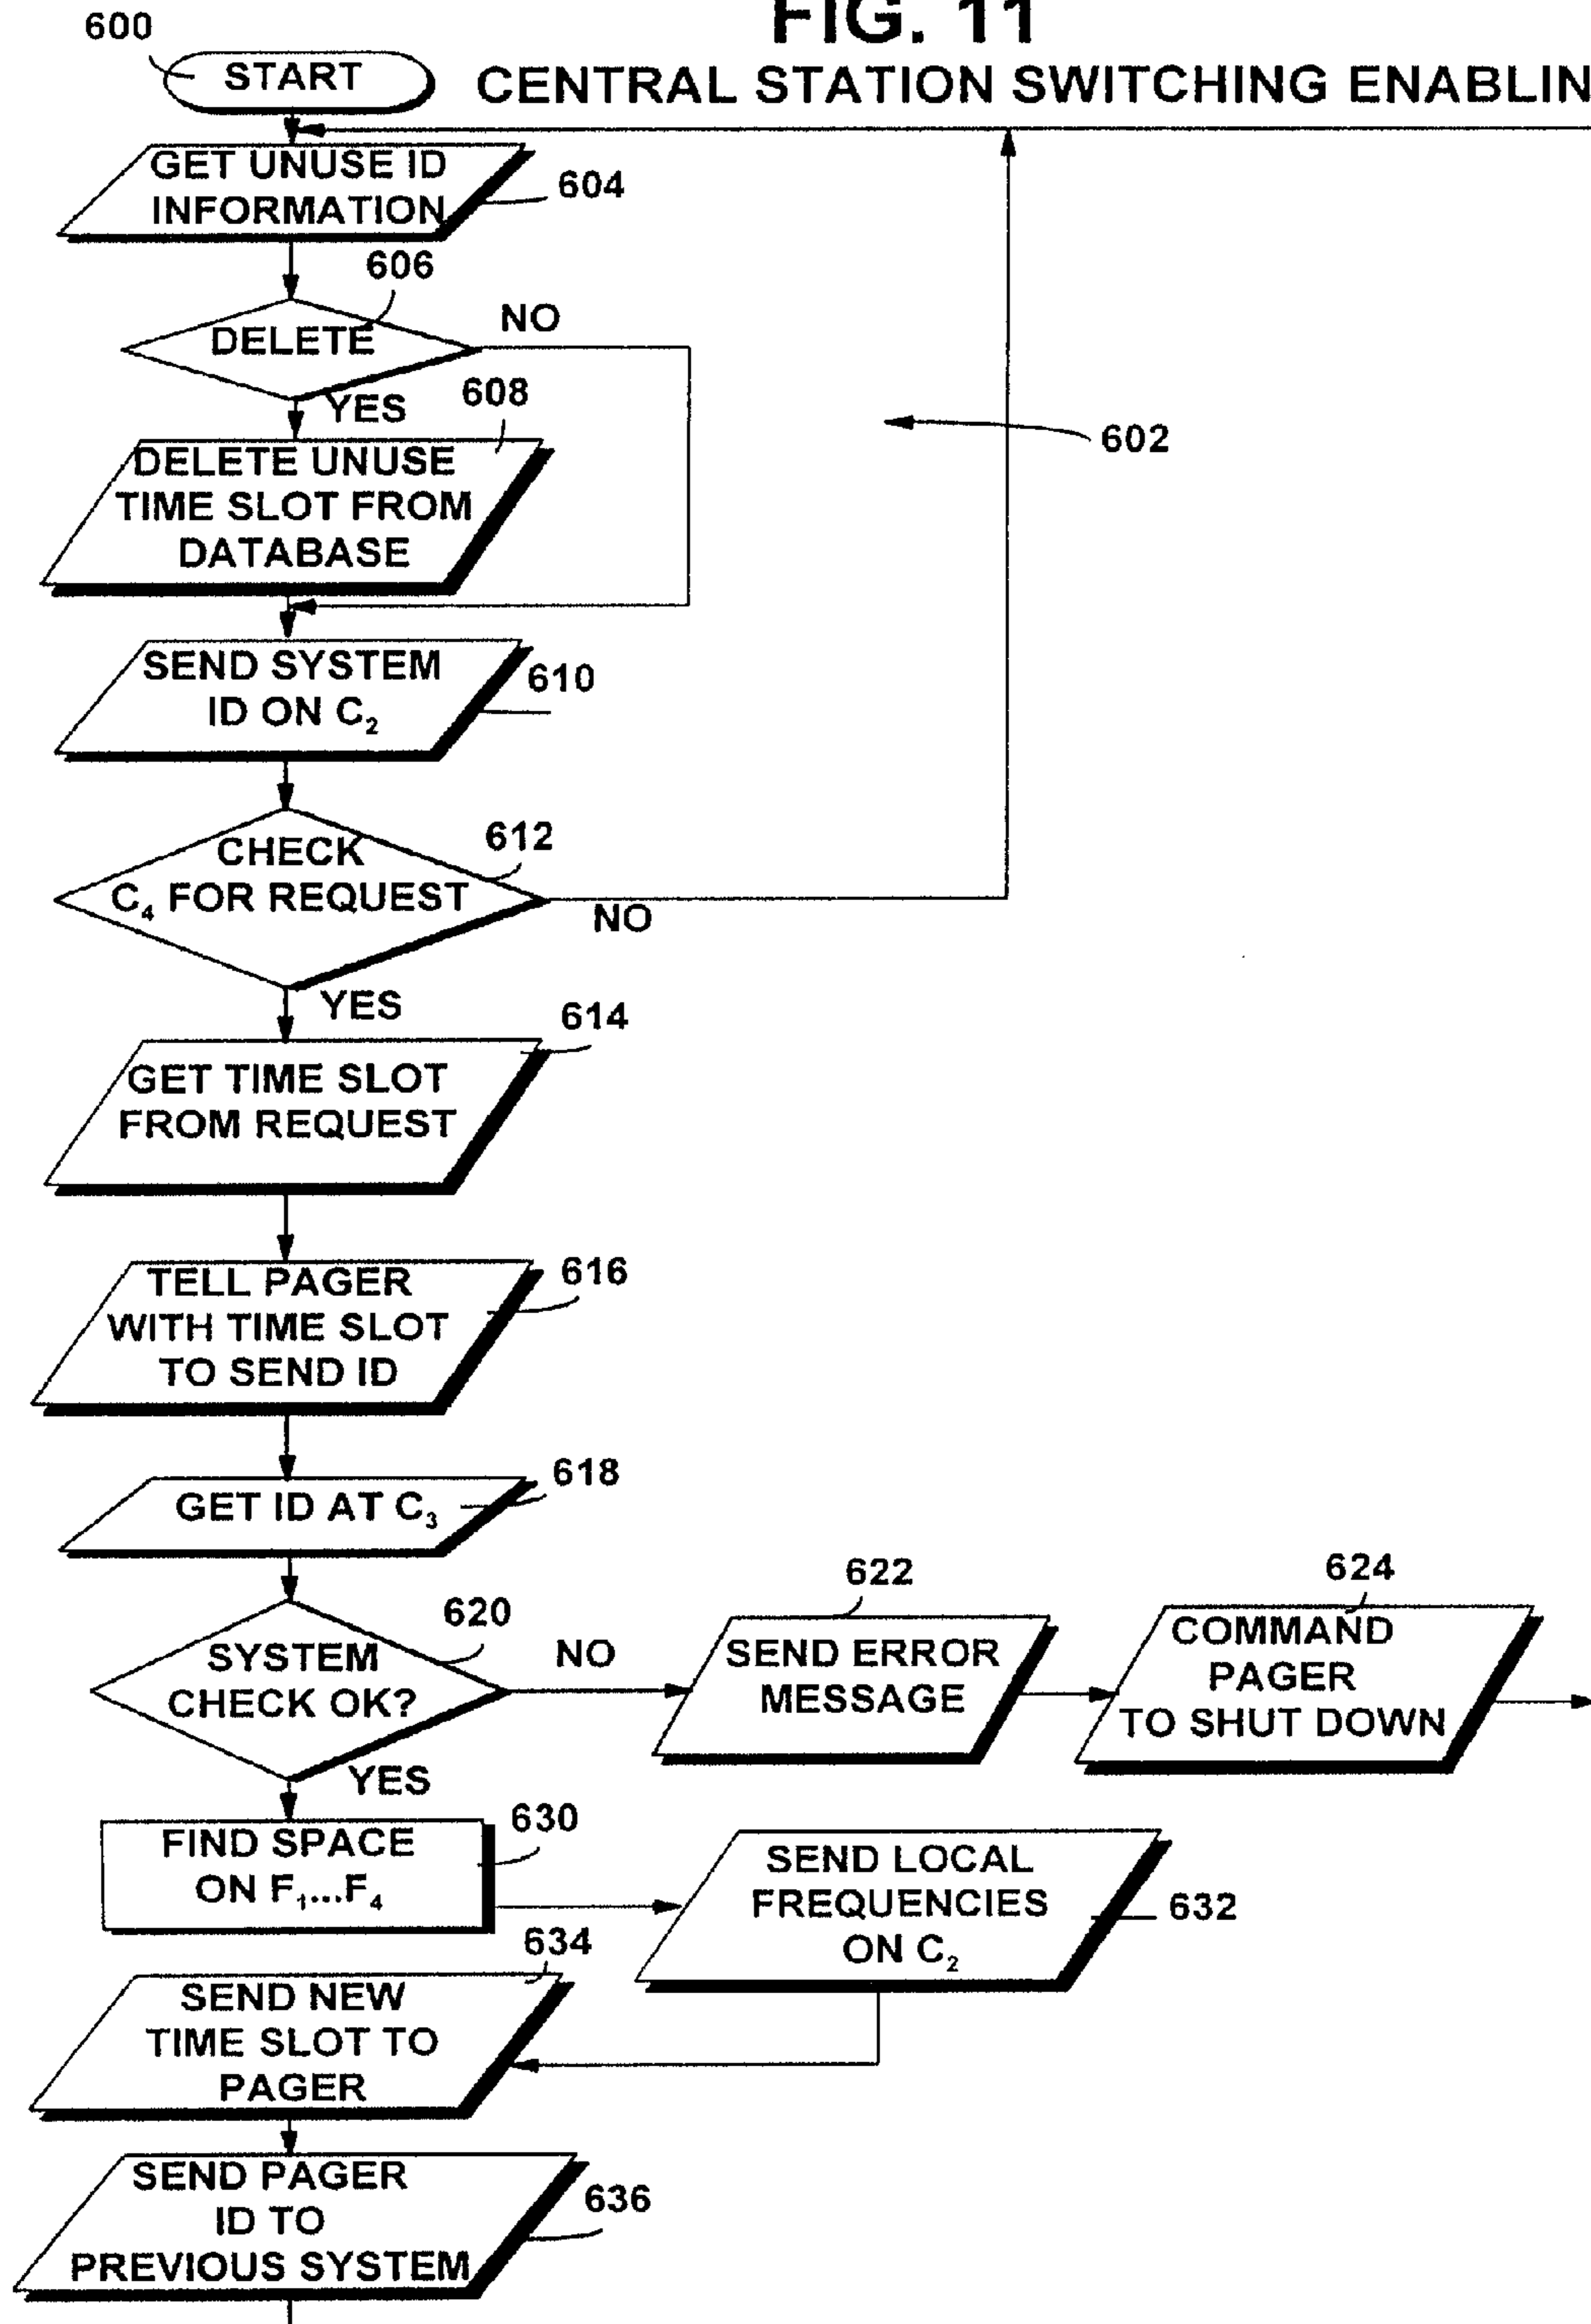 FIG. 11
600
START
CENTRAL STATION SWITCHING ENABLIN
GET UNUSE ID
INFORMATION
604
606
DELETE
NO
YES
608
DELETE UNUSE
TIME SLOT FROM
DATABASE
602
SEND SYSTEM
ID ON C₂
610
CHECK
C₄ FOR REQUEST
612
NO
YES
614
GET TIME SLOT
FROM REQUEST
TELL PAGER
WITH TIME SLOT
TO SEND ID
616
GET ID AT C₃
618
SYSTEM
CHECK OK?
620
NO
YES
622
SEND ERROR
MESSAGE
624
COMMAND
PAGER
TO SHUT DOWN
FIND SPACE
ON F₁...F₄
630
SEND LOCAL
FREQUENCIES
ON C₂
632
634
SEND NEW
TIME SLOT TO
PAGER
SEND PAGER
ID TO
PREVIOUS SYSTEM
636